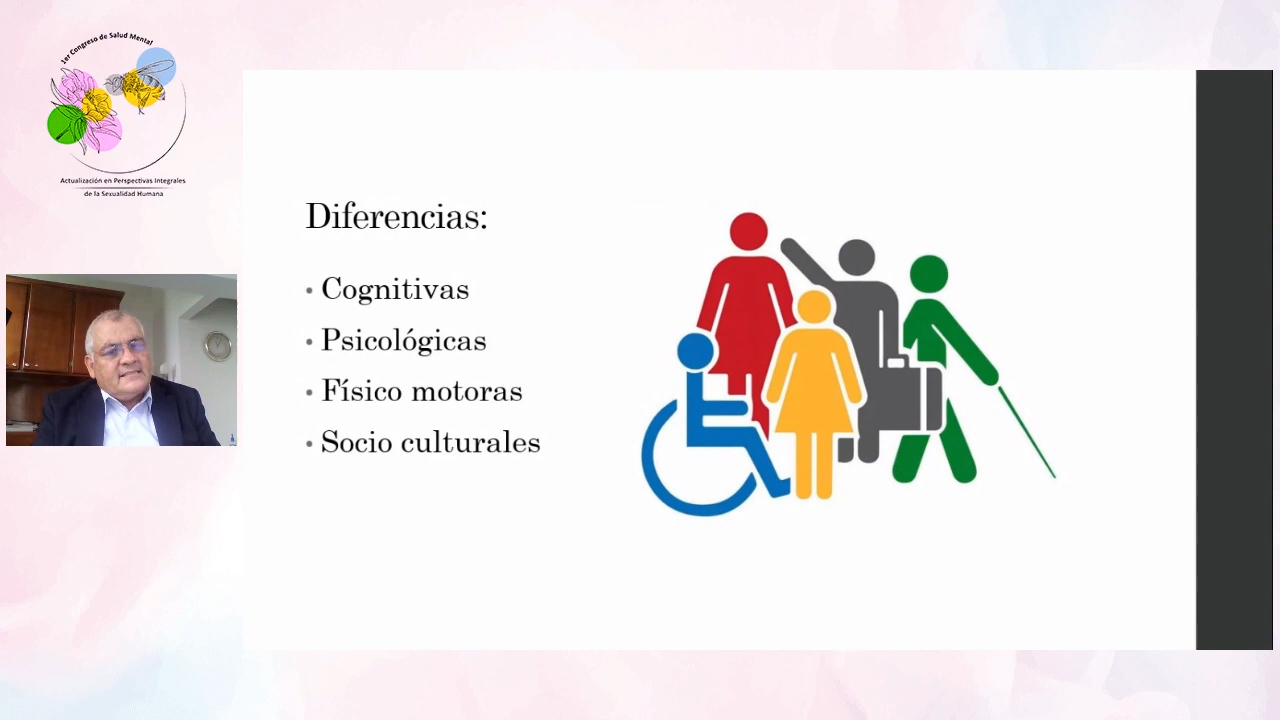 1er Congreso de Salud Mental
Actualización en Perspectivas Integrales
de la Sexualidad Humana
Diferencias:
• Cognitivas
• Psicológicas
• Físico motoras
• Socio culturales